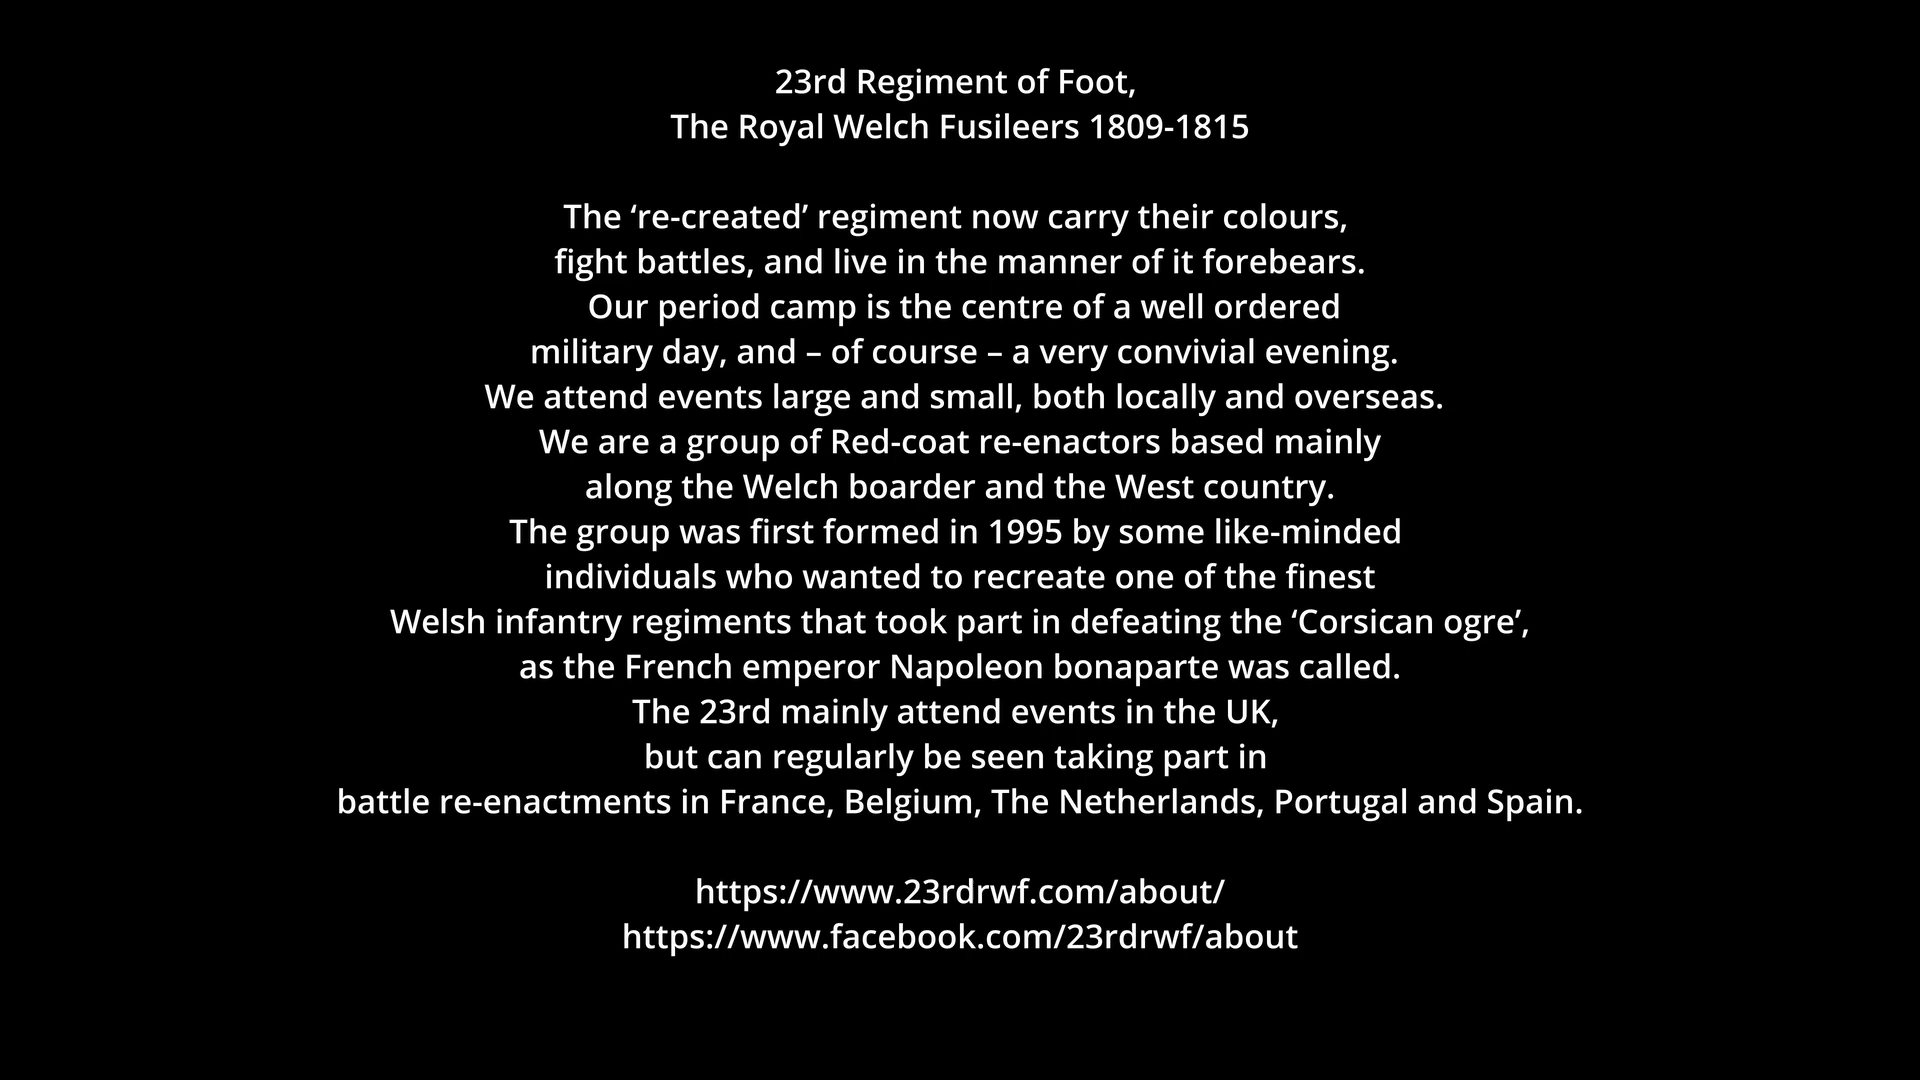 23rd Regiment of Foot,
The Royal Welch Fusileers 1809-1815
The ‘re-created’ regiment now carry their colours,
fight battles, and live in the manner of it forebears.
Our period camp is the centre of a well ordered
military day, and – of course – a very convivial evening.
We attend events large and small, both locally and overseas.
We are a group of Red-coat re-enactors based mainly
along the Welch boarder and the West country.
The group was first formed in 1995 by some like-minded
individuals who wanted to recreate one of the finest
Welsh infantry regiments that took part in defeating the ‘Corsican ogre’,
as the French emperor Napoleon bonaparte was called.
The 23rd mainly attend events in the UK,
but can regularly be seen taking part in
battle re-enactments in France, Belgium, The Netherlands, Portugal and Spain.
https://www.23rdrwf.com/about/
https://www.facebook.com/23rdrwf/about